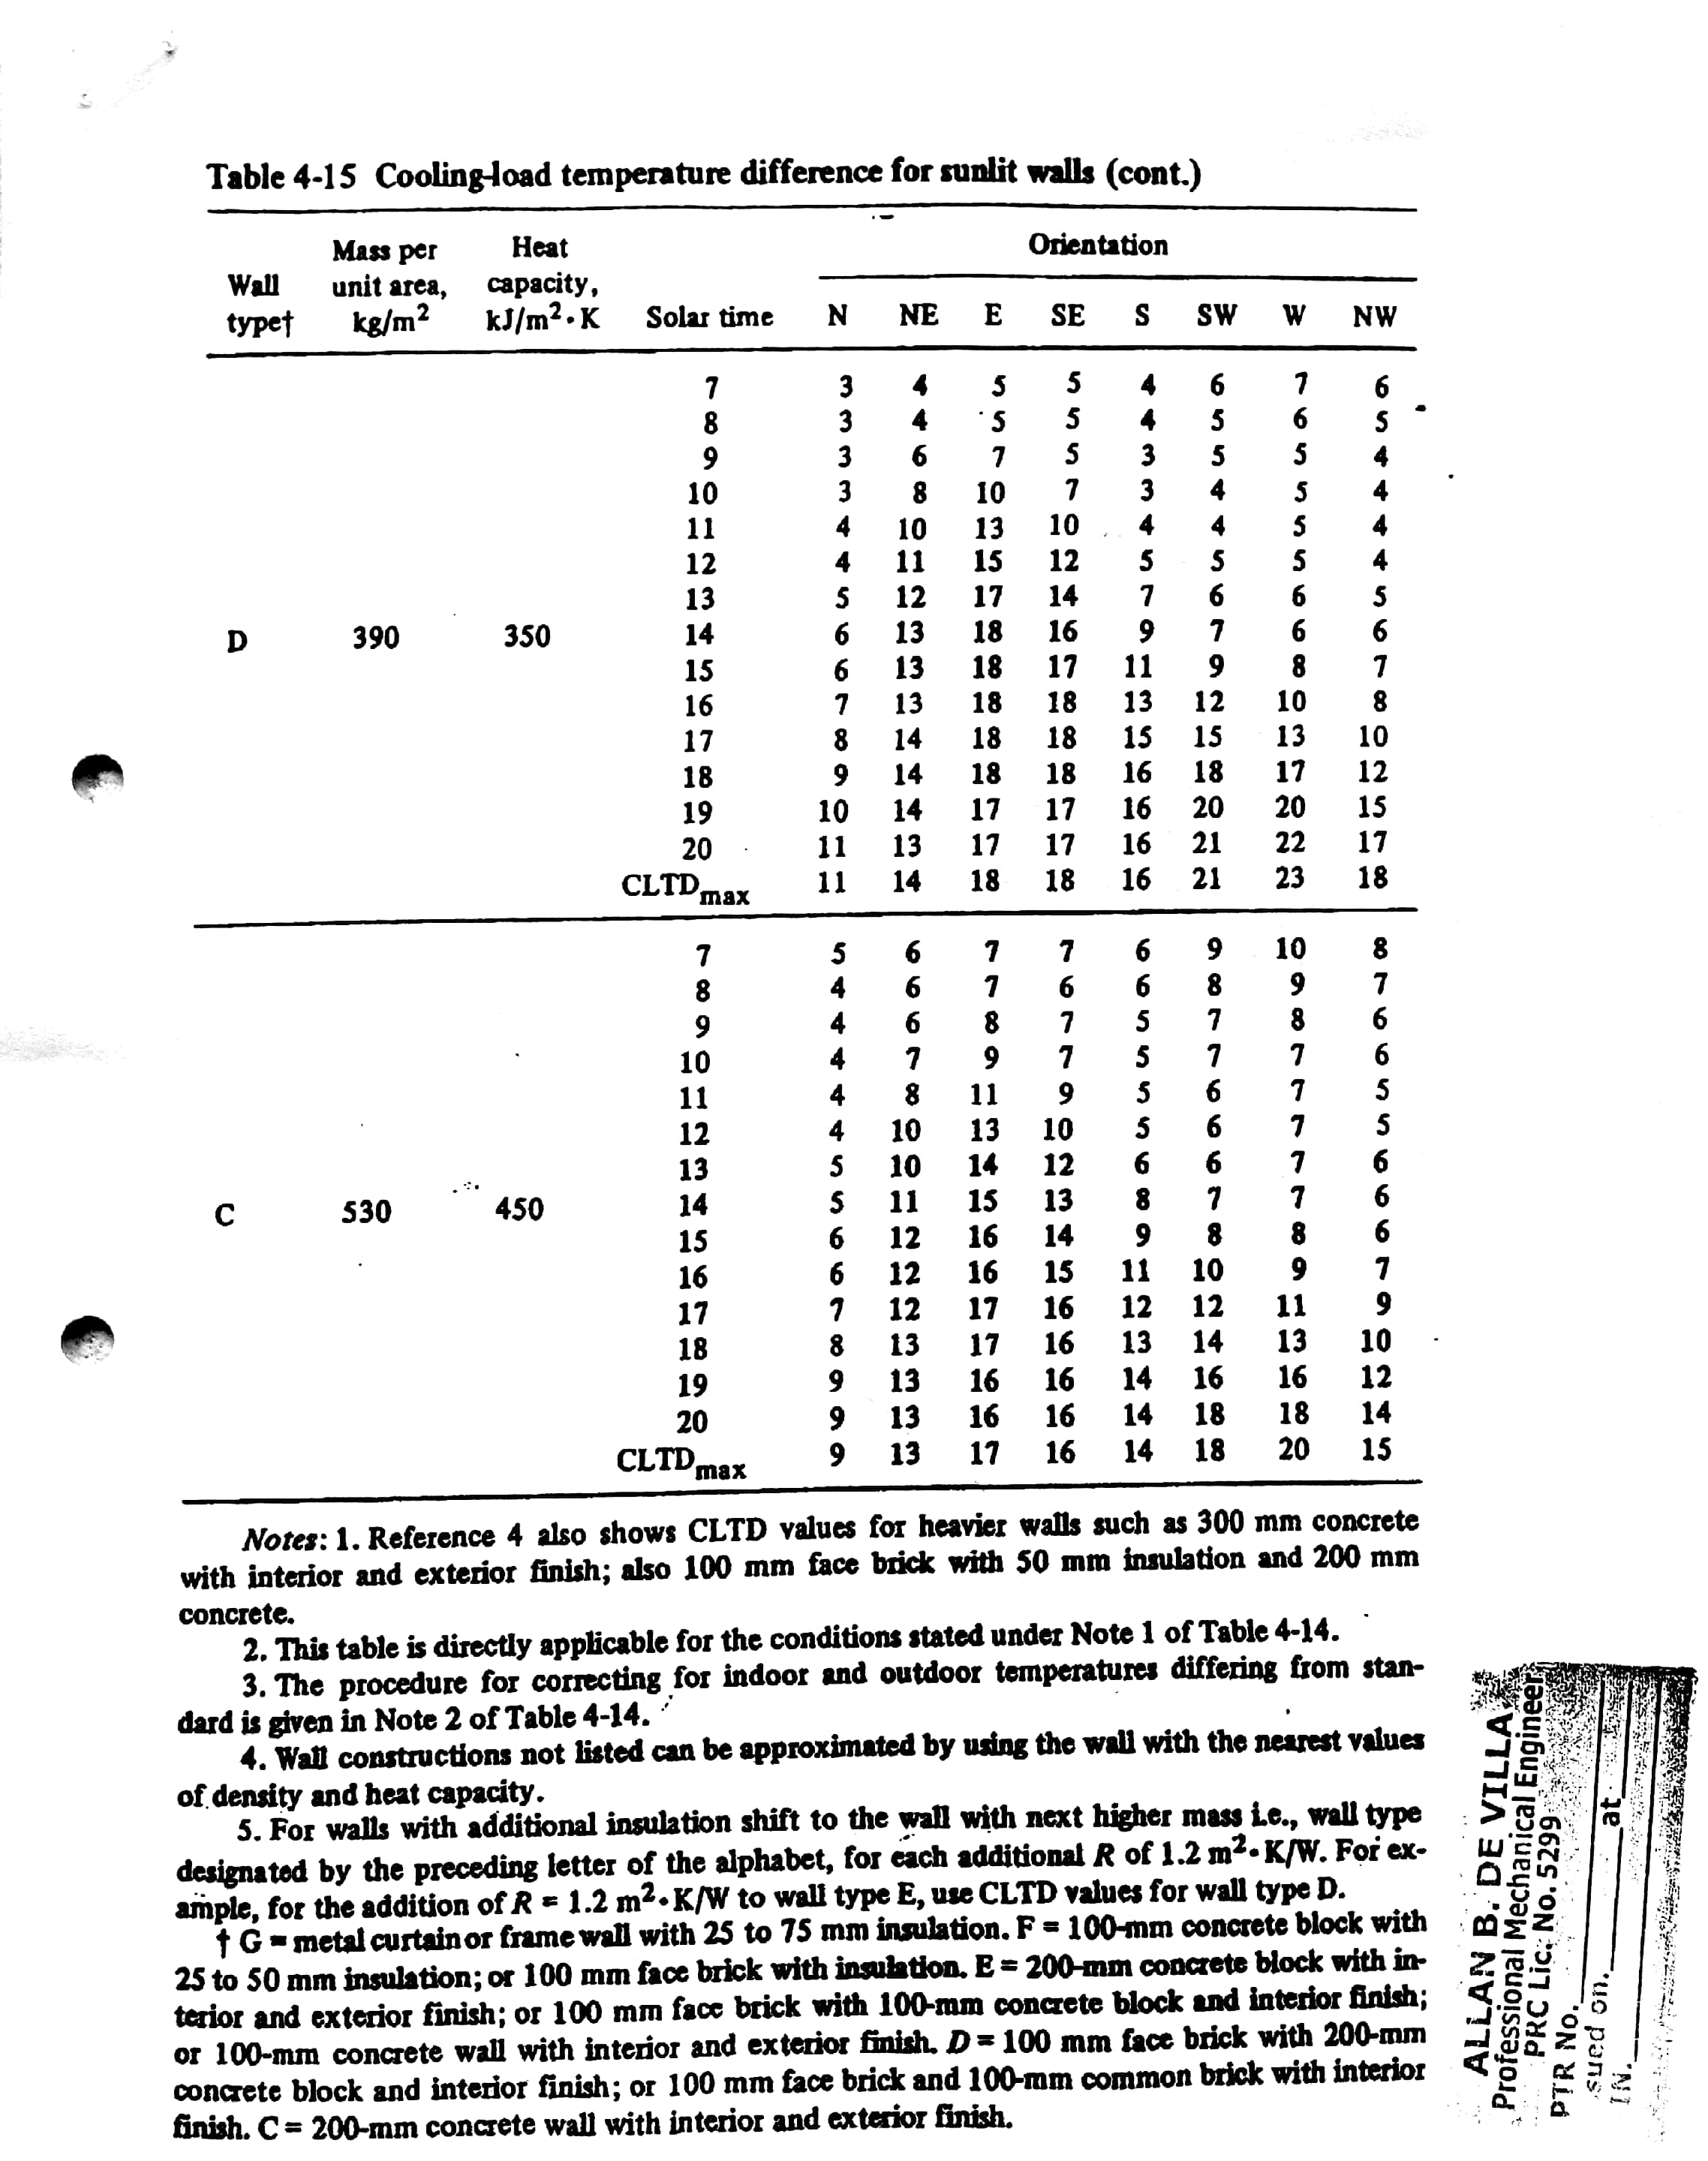 Table 4-15 Cooling-load temperature difference for sunlit walls (cont.)
Wall type† Mass per unit area, kg/m² Heat capacity, kJ/m²·K Solar time Orientation
N NE E SE S SW W NW
7 3 4 5 5 4 6 7 6
8 3 4 5 5 4 5 6 5
9 3 6 7 5 3 5 5 4
10 3 8 10 7 3 4 5 4
11 4 10 13 10 4 4 5 4
12 4 11 15 12 5 5 5 4
13 5 12 17 14 7 6 6 5
D 390 350 14 6 13 18 16 9 7 6 6
15 6 13 18 17 11 9 8 7
16 7 13 18 18 13 12 10 8
17 8 14 18 18 15 15 13 10
18 9 14 18 18 16 18 17 12
19 10 14 17 17 16 20 20 15
20 11 13 17 17 16 21 22 17
CLTDmax 11 14 18 18 16 21 23 18
7 5 6 7 7 6 9 10 8
8 4 6 7 6 6 8 9 7
9 4 6 8 7 5 7 8 6
10 4 7 9 7 5 7 7 6
11 4 8 11 9 5 6 7 5
12 4 10 13 10 5 6 7 5
13 5 10 14 12 6 6 7 6
C 530 450 14 5 11 15 13 8 7 7 6
15 6 12 16 14 9 8 8 6
16 6 12 16 15 11 10 9 7
17 7 12 17 16 12 12 11 9
18 8 13 17 16 13 14 13 10
19 9 13 16 16 14 16 16 12
20 9 13 16 16 14 18 18 14
CLTDmax 9 13 17 16 14 18 20 15
Notes: 1. Reference 4 also shows CLTD values for heavier walls such as 300 mm concrete
with interior and exterior finish; also 100 mm face brick with 50 mm insulation and 200 mm
concrete.
2. This table is directly applicable for the conditions stated under Note 1 of Table 4-14.
3. The procedure for correcting for indoor and outdoor temperatures differing from stan-
dard is given in Note 2 of Table 4-14.
4. Wall constructions not listed can be approximated by using the wall with the nearest values
of density and heat capacity.
5. For walls with additional insulation shift to the wall with next higher mass i.e., wall type
designated by the preceding letter of the alphabet, for each additional R of 1.2 m²·K/W. For ex-
ample, for the addition of R = 1.2 m²·K/W to wall type E, use CLTD values for wall type D.
† G = metal curtain or frame wall with 25 to 75 mm insulation. F = 100-mm concrete block with
25 to 50 mm insulation; or 100 mm face brick with insulation. E = 200-mm concrete block with in-
terior and exterior finish; or 100 mm face brick with 100-mm concrete block and interior finish;
or 100-mm concrete wall with interior and exterior finish. D = 100 mm face brick with 200-mm
concrete block and interior finish; or 100 mm face brick and 100-mm common brick with interior
finish. C = 200-mm concrete wall with interior and exterior finish.
ALLAN B. DE VILLA
Professional Mechanical Engineer
PRC Lic. No. 5299
PTR No.
sued on. at